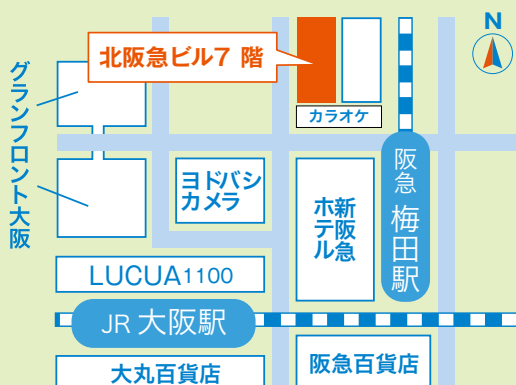 N
北阪急ビル7 階
カラオケ
グランフロント大阪
ヨドバシ
カメラ
新阪急
ホテル
阪急 梅田駅
LUCUA1100
JR 大阪駅
大丸百貨店
阪急百貨店